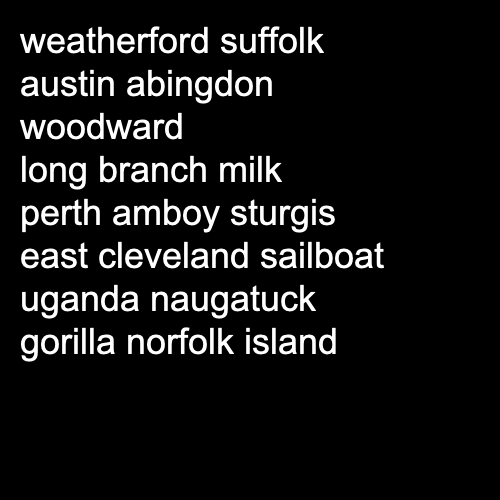 weatherford suffolk
austin abingdon
woodward
long branch milk
perth amboy sturgis
east cleveland sailboat
uganda naugatuck
gorilla norfolk island